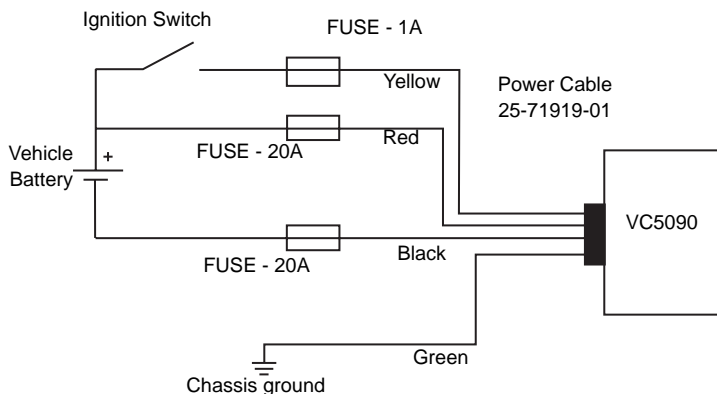 Ignition Switch
FUSE - 1A
Yellow
Power Cable
25-71919-01
Red
FUSE - 20A
Vehicle
Battery
+
VC5090
Black
FUSE - 20A
Green
Chassis ground